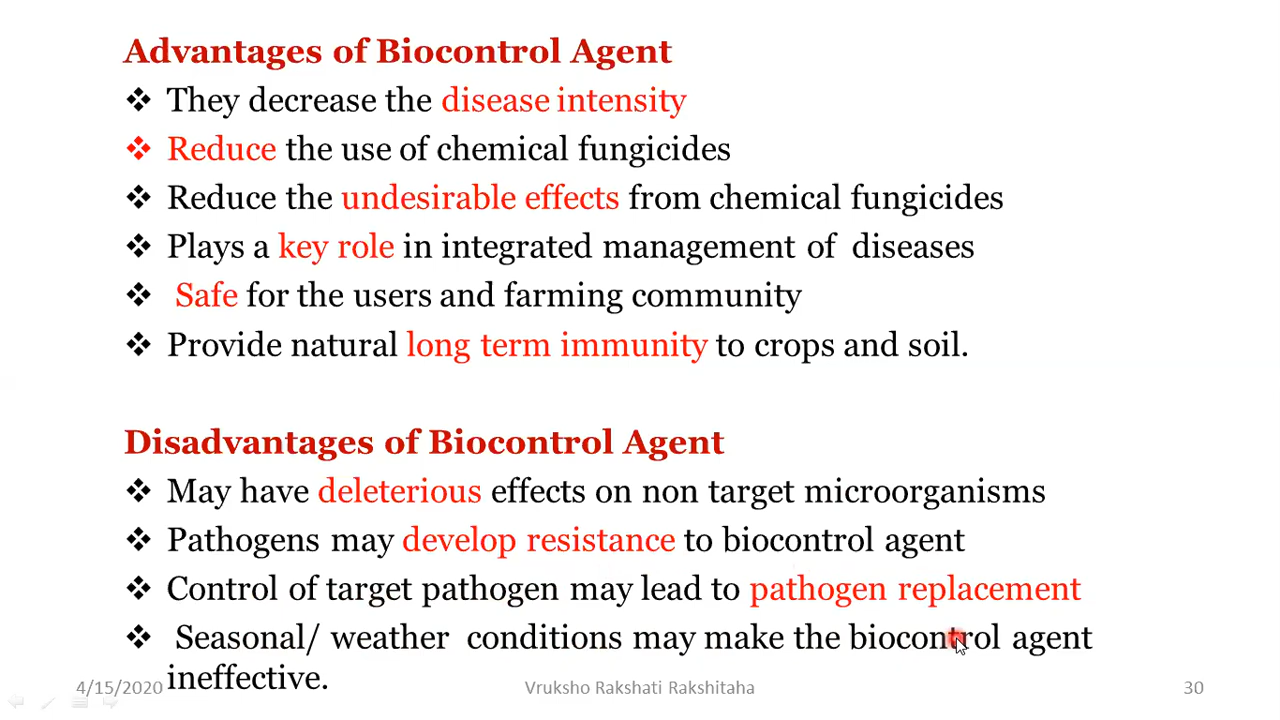 Advantages of Biocontrol Agent
❖ They decrease the disease intensity
❖ Reduce the use of chemical fungicides
❖ Reduce the undesirable effects from chemical fungicides
❖ Plays a key role in integrated management of diseases
❖ Safe for the users and farming community
❖ Provide natural long term immunity to crops and soil.
Disadvantages of Biocontrol Agent
❖ May have deleterious effects on non target microorganisms
❖ Pathogens may develop resistance to biocontrol agent
❖ Control of target pathogen may lead to pathogen replacement
❖ Seasonal/ weather conditions may make the biocontrol agent
ineffective.
4/15/2020 Vruksho Rakshati Rakshitaha 30